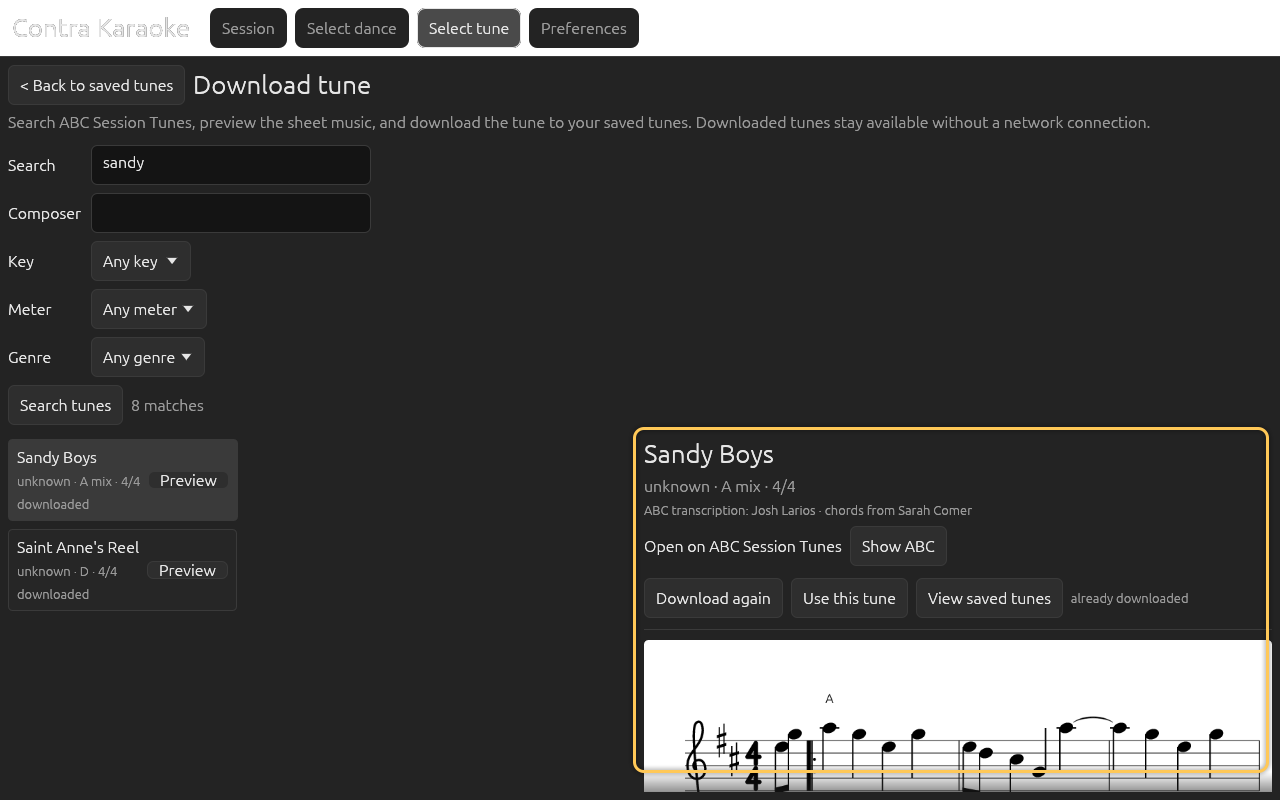 Contra Karaoke Session Select dance Select tune Preferences
< Back to saved tunes Download tune
Search ABC Session Tunes, preview the sheet music, and download the tune to your saved tunes. Downloaded tunes stay available without a network connection.
Search sandy
Composer
Key Any key
Meter Any meter
Genre Any genre
Search tunes 8 matches
Sandy Boys
unknown · A mix · 4/4 Preview
downloaded
Saint Anne's Reel
unknown · D · 4/4 Preview
downloaded
Sandy Boys
unknown · A mix · 4/4
ABC transcription: Josh Larios · chords from Sarah Comer
Open on ABC Session Tunes Show ABC
Download again Use this tune View saved tunes already downloaded
A
4
4